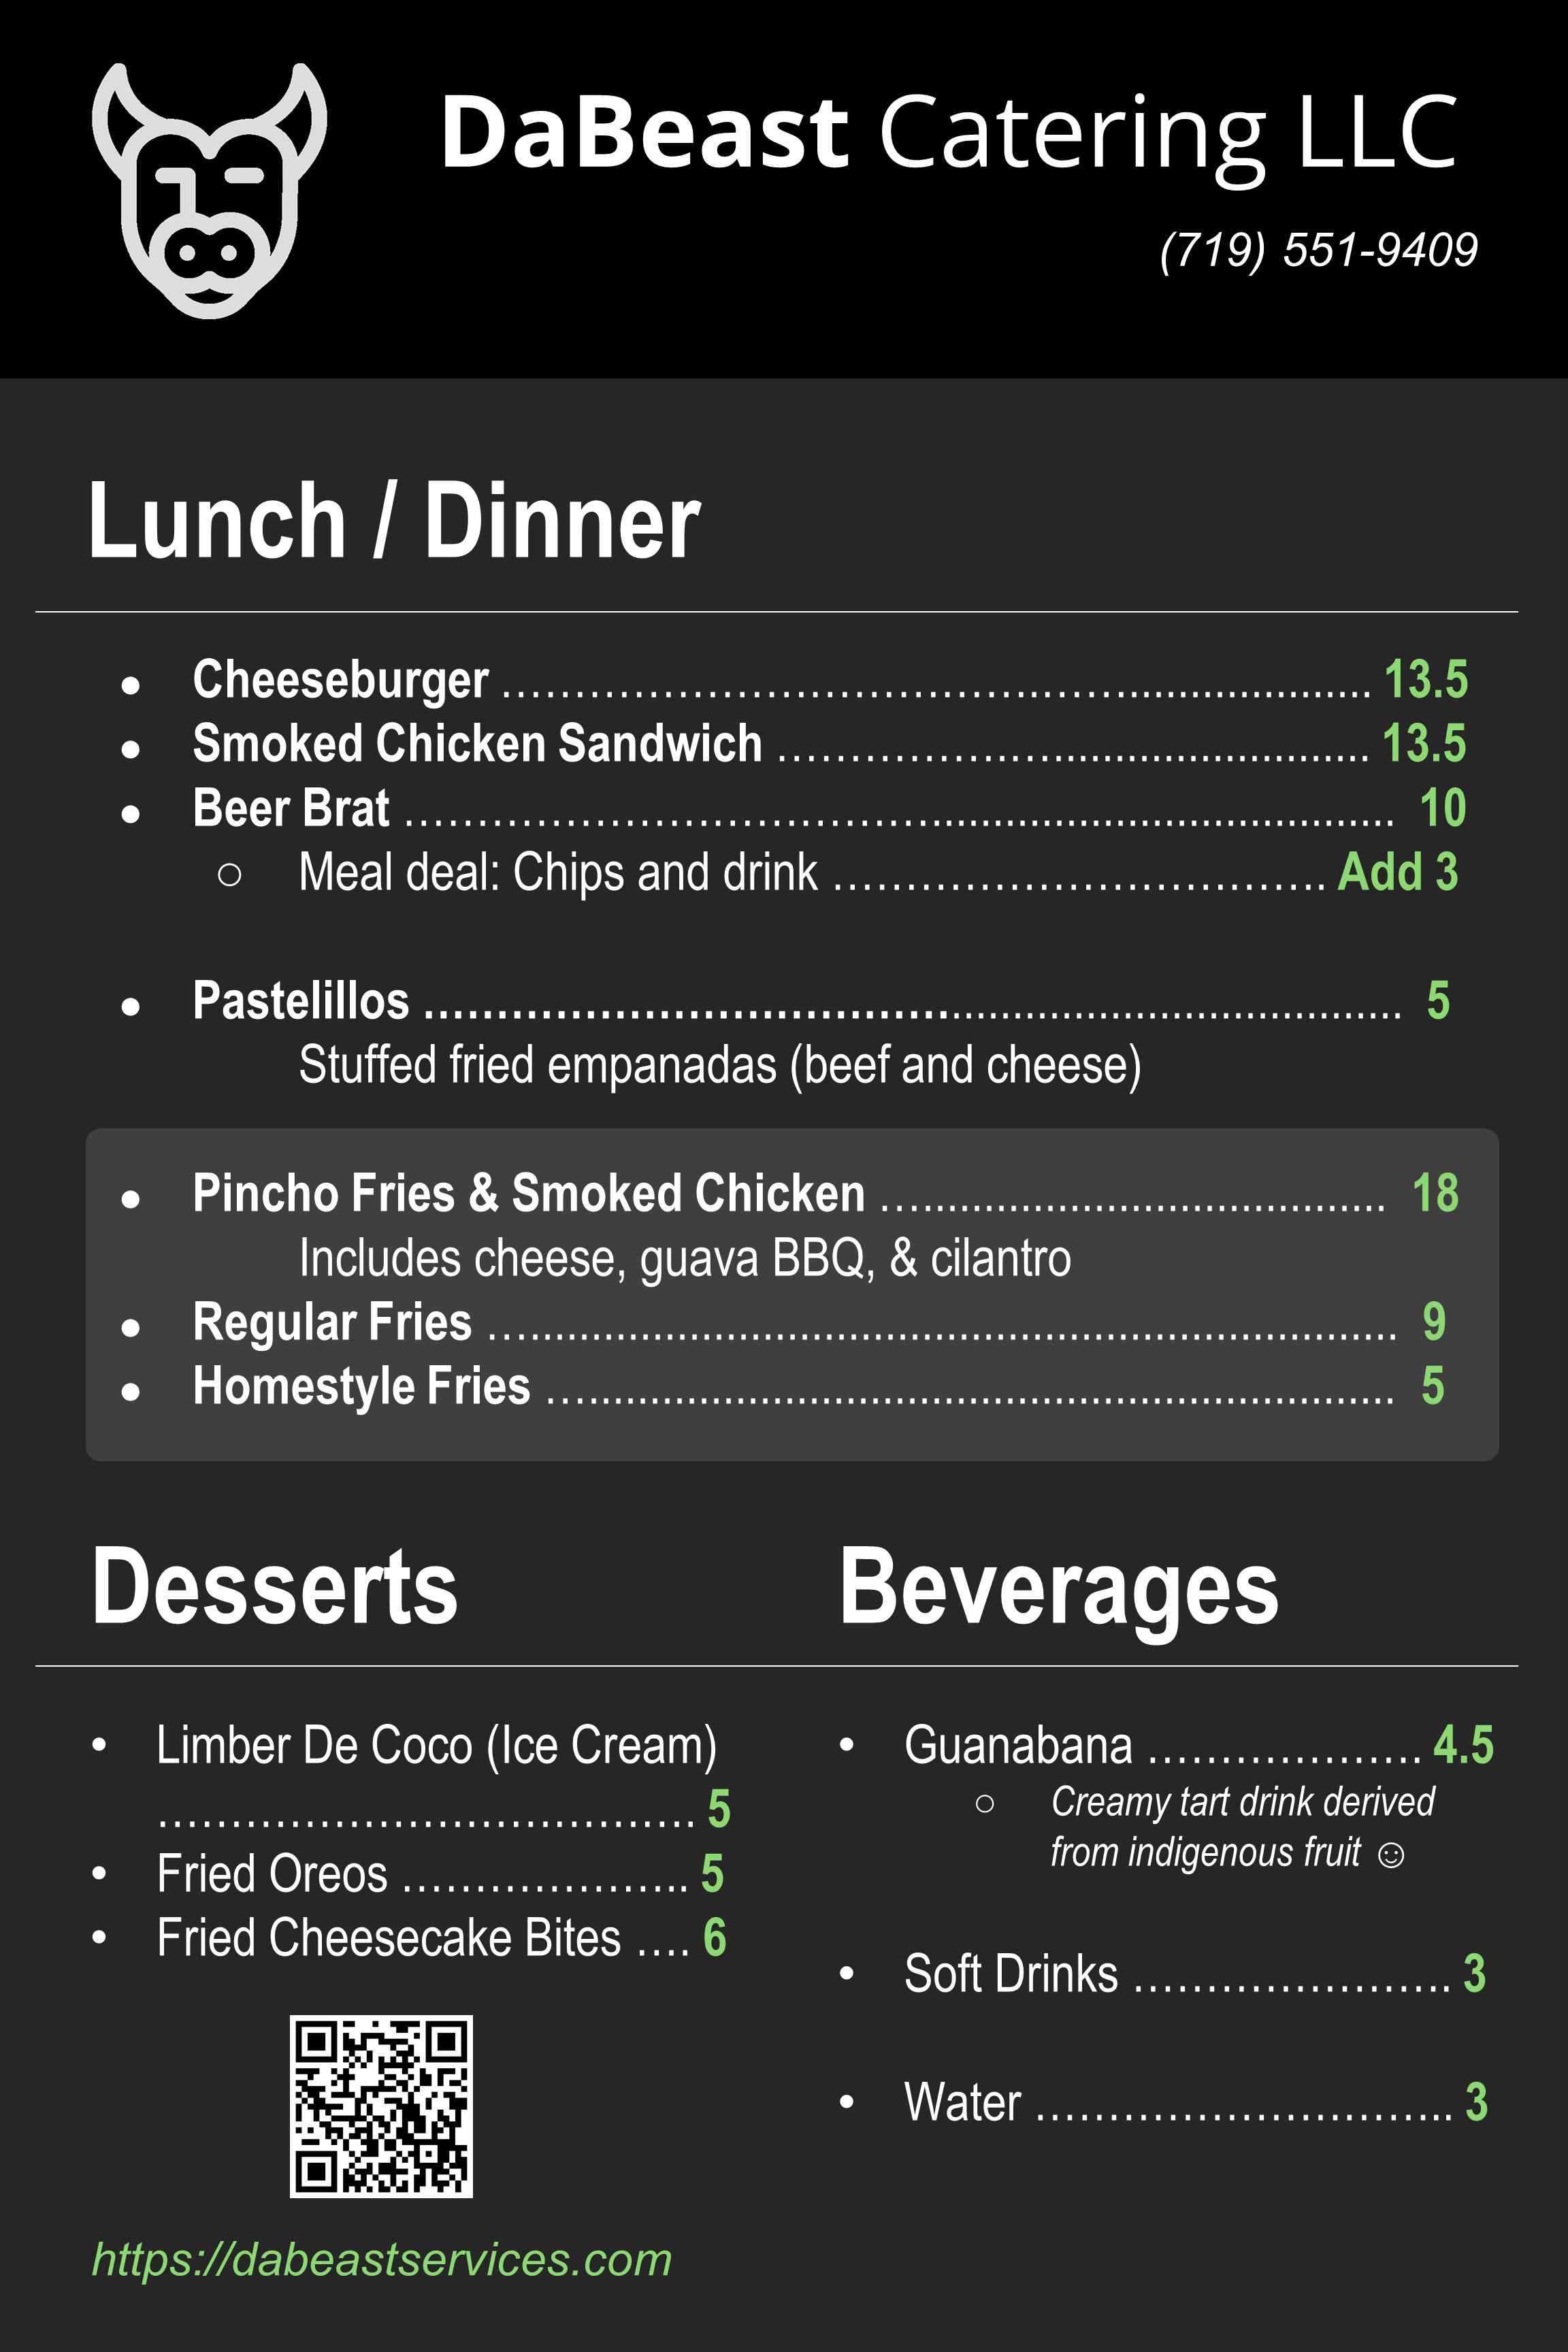 DaBeast Catering LLC
(719) 551-9409
Lunch / Dinner
• Cheeseburger ........................................ 13.5
• Smoked Chicken Sandwich ........................................ 13.5
• Beer Brat ........................................ 10
○ Meal deal: Chips and drink ........................................ Add 3
• Pastelillos ........................................ 5
Stuffed fried empanadas (beef and cheese)
• Pincho Fries & Smoked Chicken ........................................ 18
Includes cheese, guava BBQ, & cilantro
• Regular Fries ........................................ 9
• Homestyle Fries ........................................ 5
Desserts
• Limber De Coco (Ice Cream)
........................................ 5
• Fried Oreos ........................ 5
• Fried Cheesecake Bites .... 6
https://dabeastservices.com
Beverages
• Guanabana ........................ 4.5
○ Creamy tart drink derived
from indigenous fruit ☺
• Soft Drinks ........................ 3
• Water ........................ 3